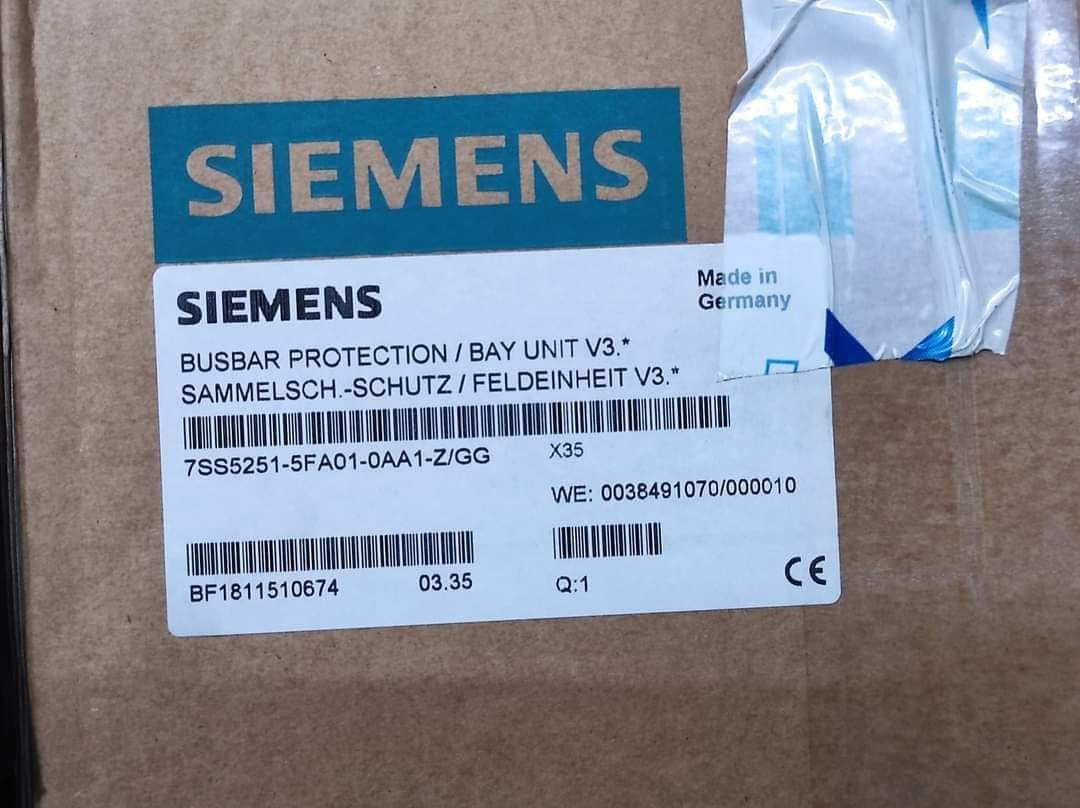 SIEMENS
SIEMENS
Made in
Germany
BUSBAR PROTECTION / BAY UNIT V3.*
SAMMELSCH.-SCHUTZ / FELDEINHEIT V3.*
7SS5251-5FA01-0AA1-Z/GG X35
WE: 0038491070/000010
BF1811510674 03.35 Q:1
CE